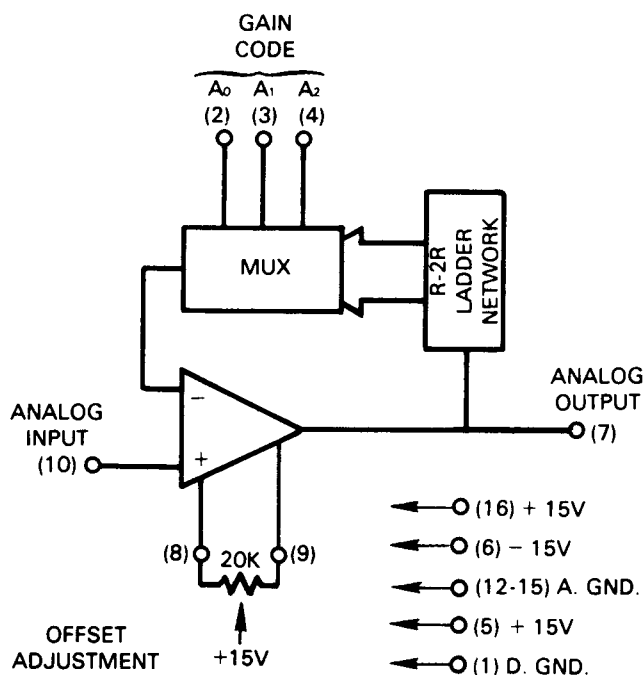 GAIN
CODE
A0 A1 A2
(2) (3) (4)
MUX
R-2R
LADDER
NETWORK
ANALOG
INPUT
(10)
−
+
ANALOG
OUTPUT
(7)
(8) 20K (9)
OFFSET
ADJUSTMENT
+15V
(16) + 15V
(6) − 15V
(12-15) A. GND.
(5) + 15V
(1) D. GND.